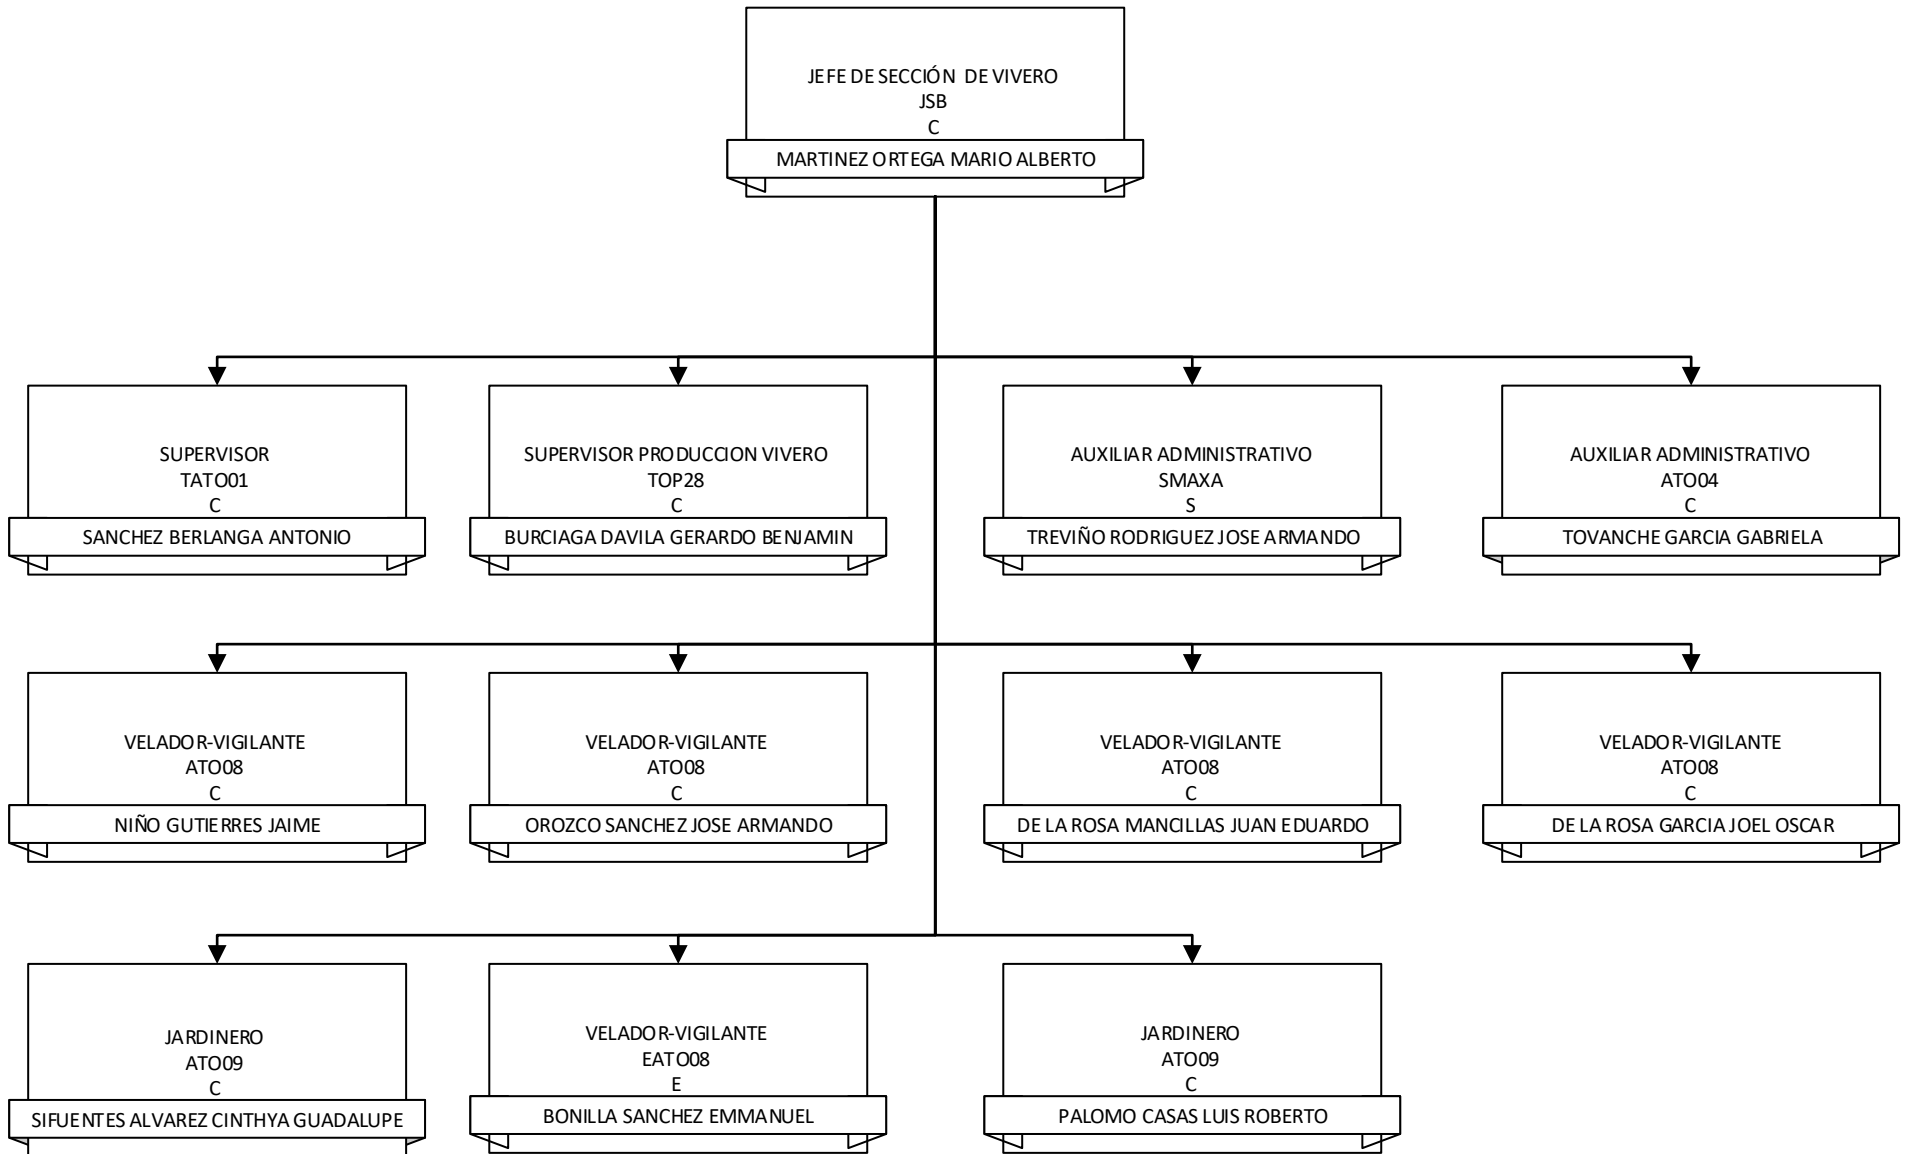 JEFE DE SECCIÓN DE VIVERO
JSB
C
MARTINEZ ORTEGA MARIO ALBERTO
SUPERVISOR
TATO01
C
SANCHEZ BERLANGA ANTONIO
SUPERVISOR PRODUCCION VIVERO
TOP28
C
BURCIAGA DAVILA GERARDO BENJAMIN
AUXILIAR ADMINISTRATIVO
SMAXA
S
TREVIÑO RODRIGUEZ JOSE ARMANDO
AUXILIAR ADMINISTRATIVO
ATO04
C
TOVANCHE GARCIA GABRIELA
VELADOR-VIGILANTE
ATO08
C
NIÑO GUTIERRES JAIME
VELADOR-VIGILANTE
ATO08
C
OROZCO SANCHEZ JOSE ARMANDO
VELADOR-VIGILANTE
ATO08
C
DE LA ROSA MANCILLAS JUAN EDUARDO
VELADOR-VIGILANTE
ATO08
C
DE LA ROSA GARCIA JOEL OSCAR
JARDINERO
ATO09
C
SIFUENTES ALVAREZ CINTHYA GUADALUPE
VELADOR-VIGILANTE
EATO08
E
BONILLA SANCHEZ EMMANUEL
JARDINERO
ATO09
C
PALOMO CASAS LUIS ROBERTO